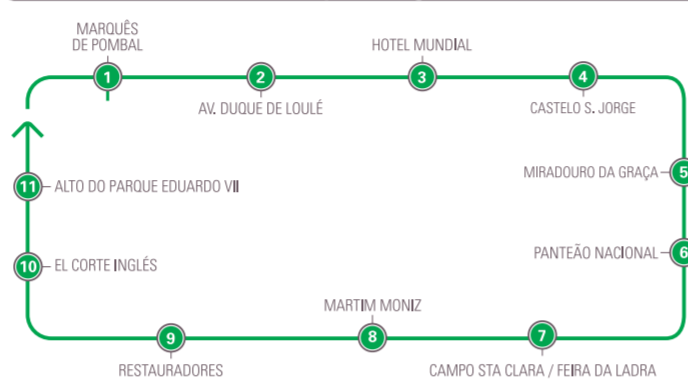 MARQUÊS
DE POMBAL
1
2
AV. DUQUE DE LOULÉ
HOTEL MUNDIAL
3
4
CASTELO S. JORGE
MIRADOURO DA GRAÇA
5
PANTEÃO NACIONAL
6
7
CAMPO STA CLARA / FEIRA DA LADRA
MARTIM MONIZ
8
9
RESTAURADORES
10
EL CORTE INGLÉS
11
ALTO DO PARQUE EDUARDO VII